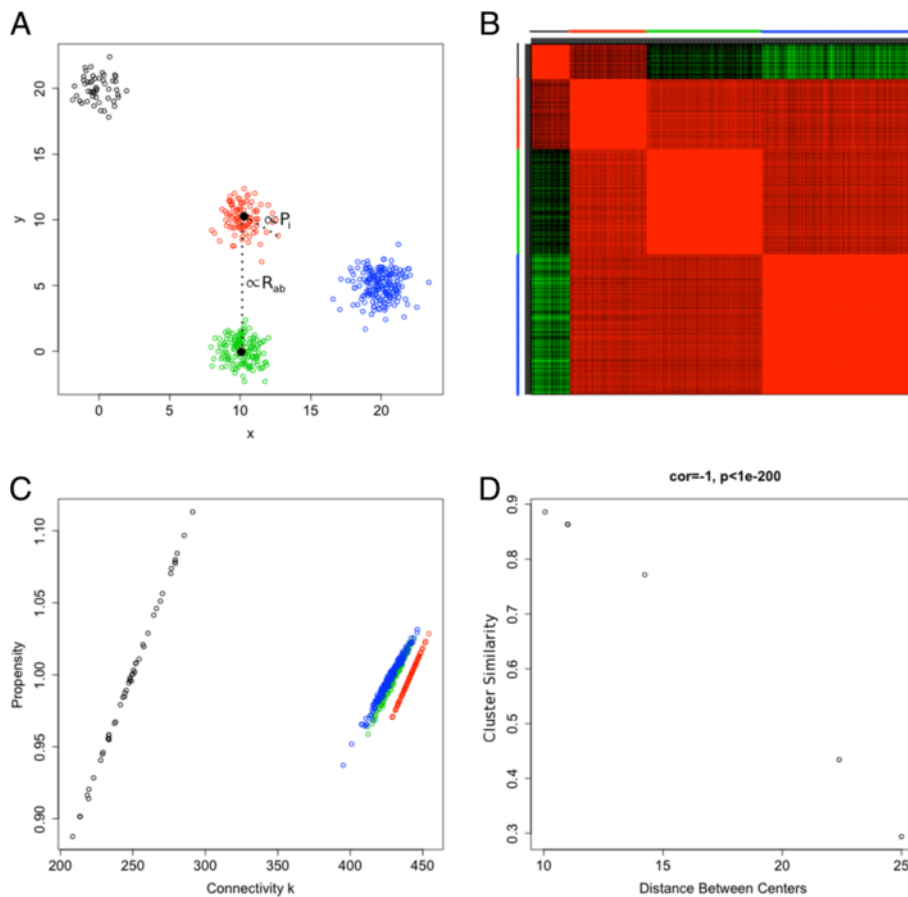 A
B
20
15
10
5
0
y
∝P
i
∝R
ab
0
5
10
15
20
x
C
D
cor=-1, p<1e-200
1.10
1.05
1.00
0.95
0.90
Propensity
200
250
300
350
400
450
Connectivity k
0.9
0.8
0.7
0.6
0.5
0.4
0.3
Cluster Similarity
10
15
20
25
Distance Between Centers